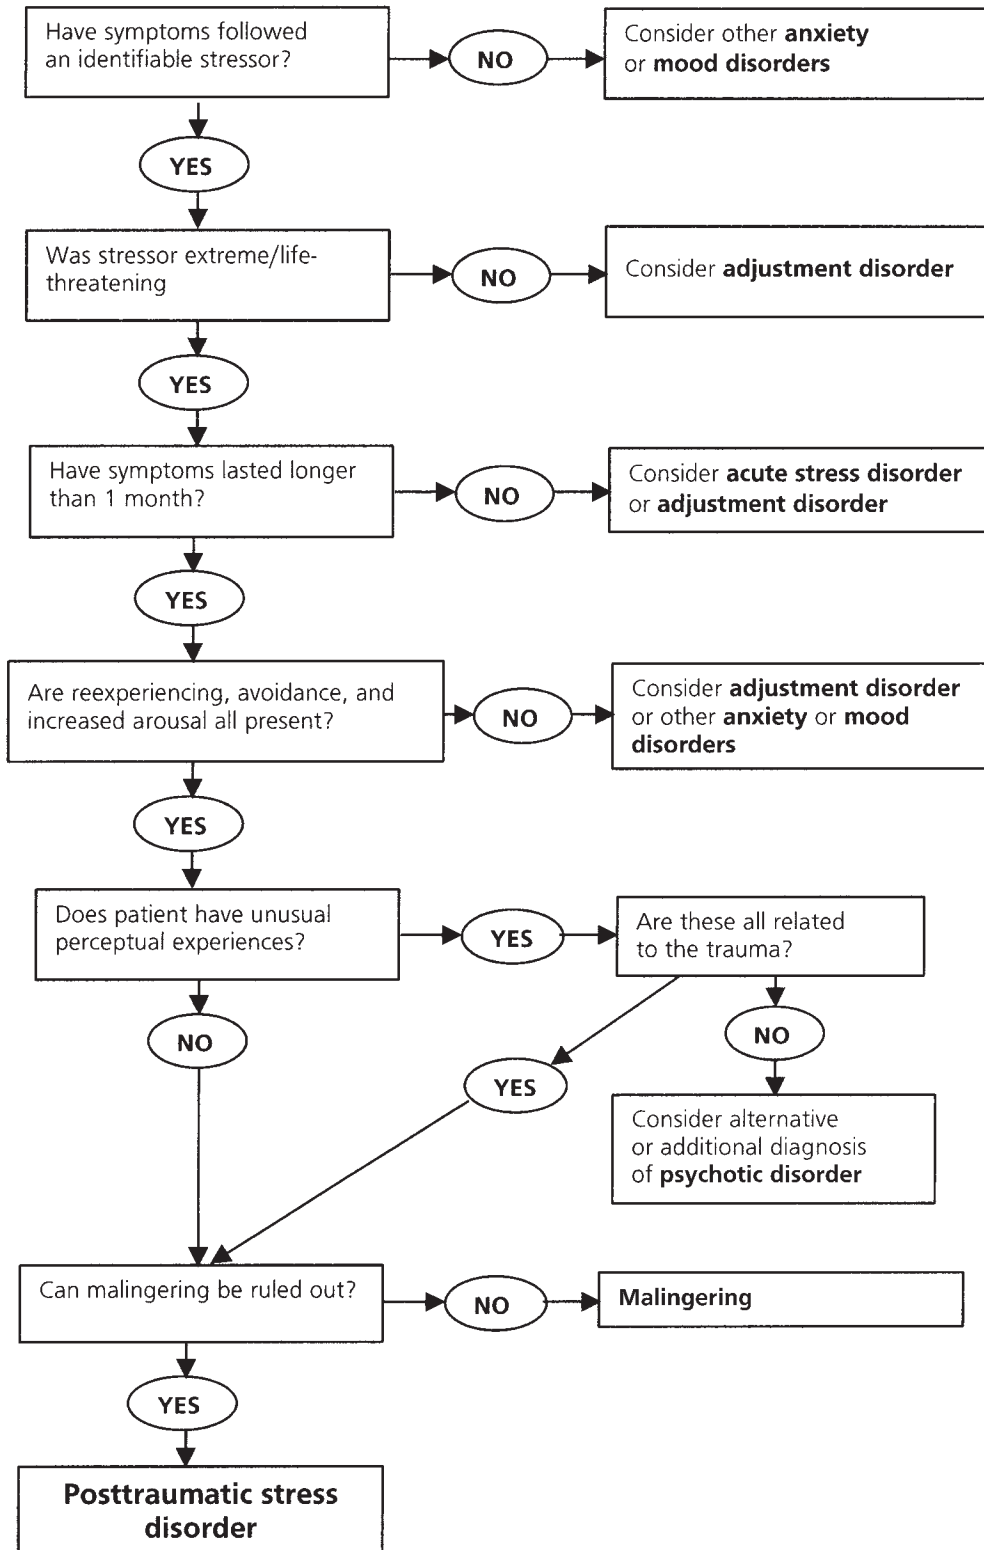 Have symptoms followed
an identifiable stressor?
NO
Consider other anxiety
or mood disorders
YES
Was stressor extreme/life-
threatening
NO
Consider adjustment disorder
YES
Have symptoms lasted longer
than 1 month?
NO
Consider acute stress disorder
or adjustment disorder
YES
Are reexperiencing, avoidance, and
increased arousal all present?
NO
Consider adjustment disorder
or other anxiety or mood
disorders
YES
Does patient have unusual
perceptual experiences?
YES
Are these all related
to the trauma?
NO
NO
YES
Consider alternative
or additional diagnosis
of psychotic disorder
Can malingering be ruled out?
NO
Malingering
YES
Posttraumatic stress
disorder